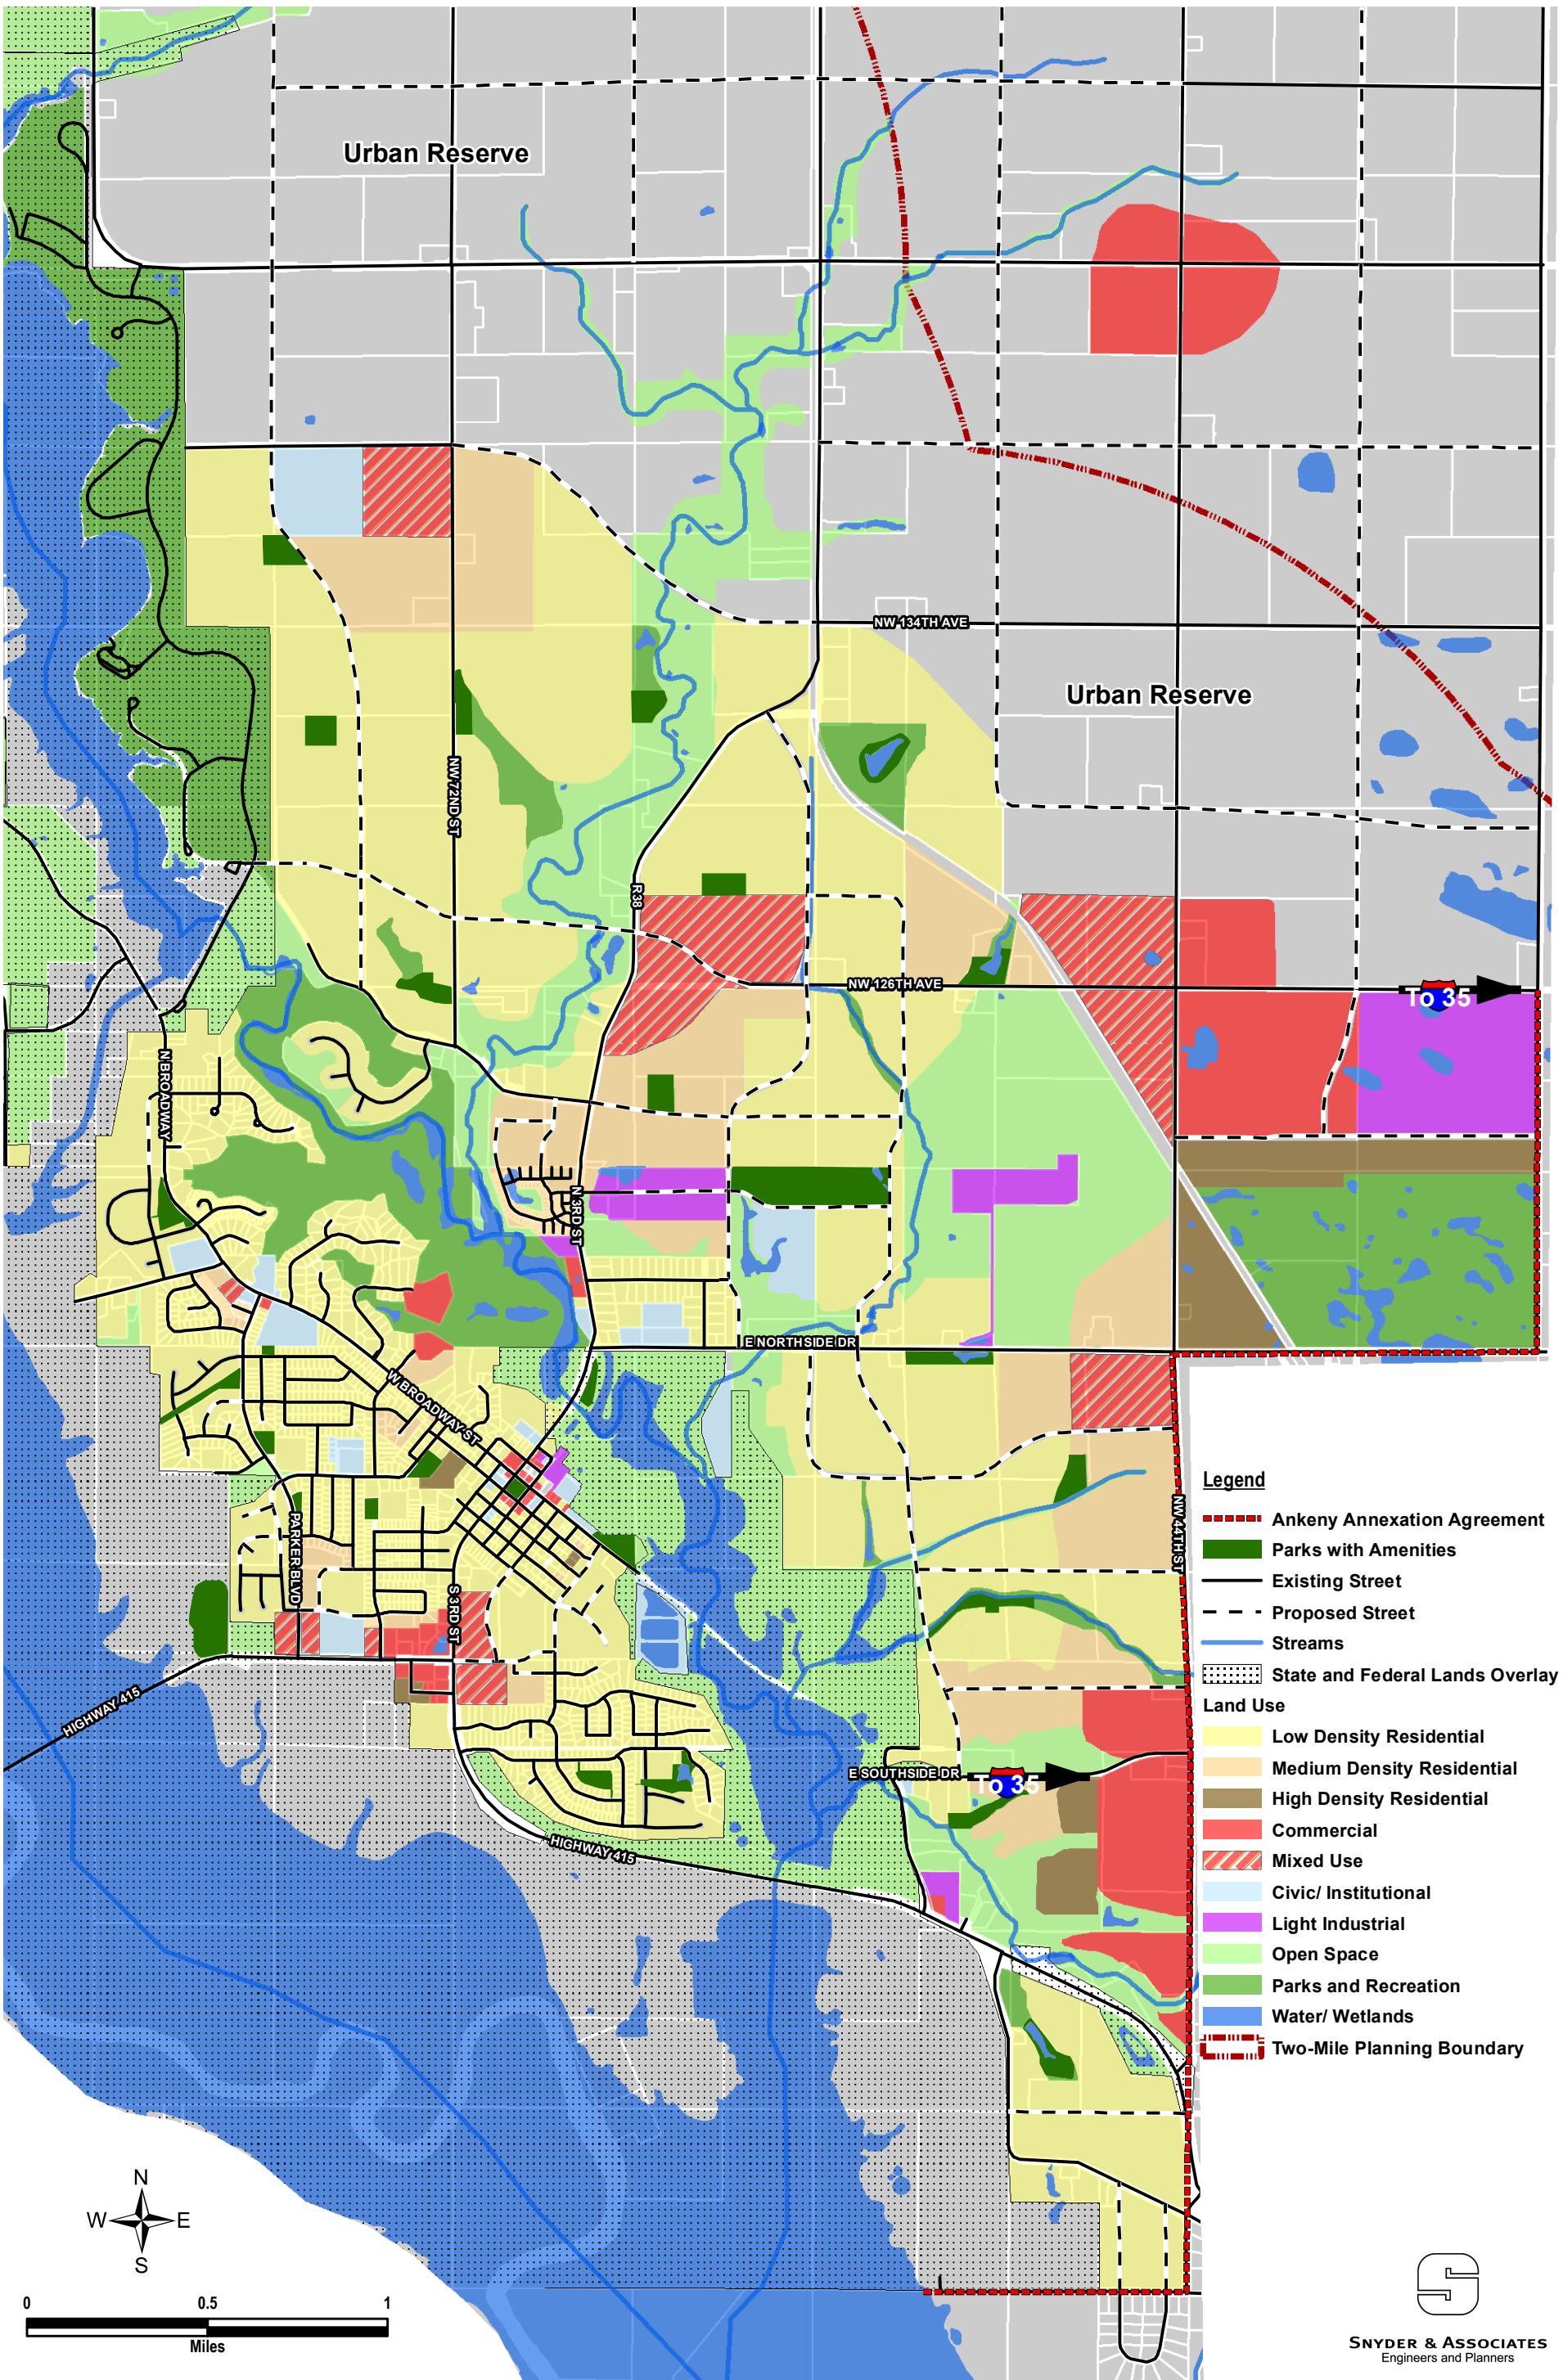 Urban Reserve
NW 134TH AVE
Urban Reserve
NW 72ND ST
R38
NW 126TH AVE
To 35
N BROADWAY
N 3RD ST
E NORTHSIDE DR
W BROADWAY ST
PARKER BLVD
S 3RD ST
NW 44TH ST
HIGHWAY 415
E SOUTHSIDE DR
To 35
HIGHWAY 415
Legend
Ankeny Annexation Agreement
Parks with Amenities
Existing Street
Proposed Street
Streams
State and Federal Lands Overlay
Land Use
Low Density Residential
Medium Density Residential
High Density Residential
Commercial
Mixed Use
Civic/ Institutional
Light Industrial
Open Space
Parks and Recreation
Water/ Wetlands
Two-Mile Planning Boundary
N
W E
S
0 0.5 1
Miles
S
SNYDER & ASSOCIATES
Engineers and Planners